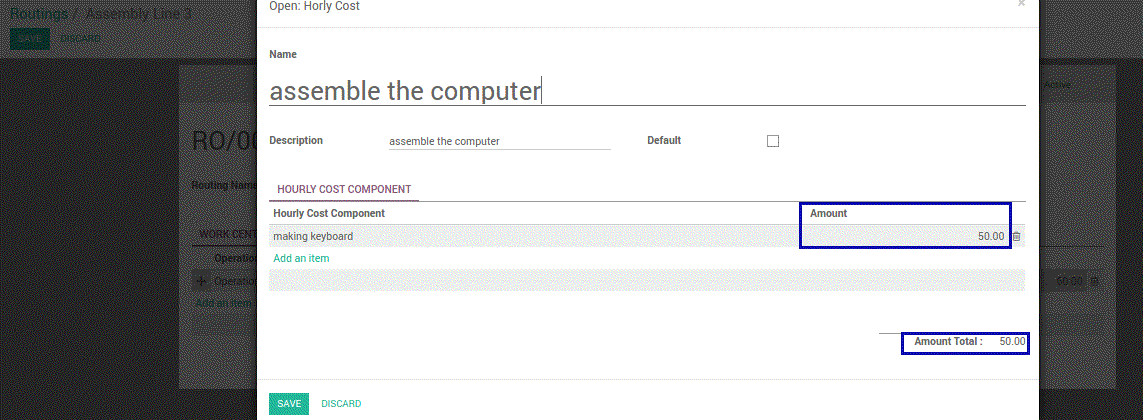 Open: Horly Cost
×
Routings / Assembly Line 3
SAVE DISCARD
Name
assemble the computer
Active
RO/00
Description assemble the computer Default
Routing Name
HOURLY COST COMPONENT
Hourly Cost Component Amount
making keyboard 50.00
Add an item
WORK CENT
Operation
Operation 50.00
Add an item
Amount Total : 50.00
SAVE DISCARD